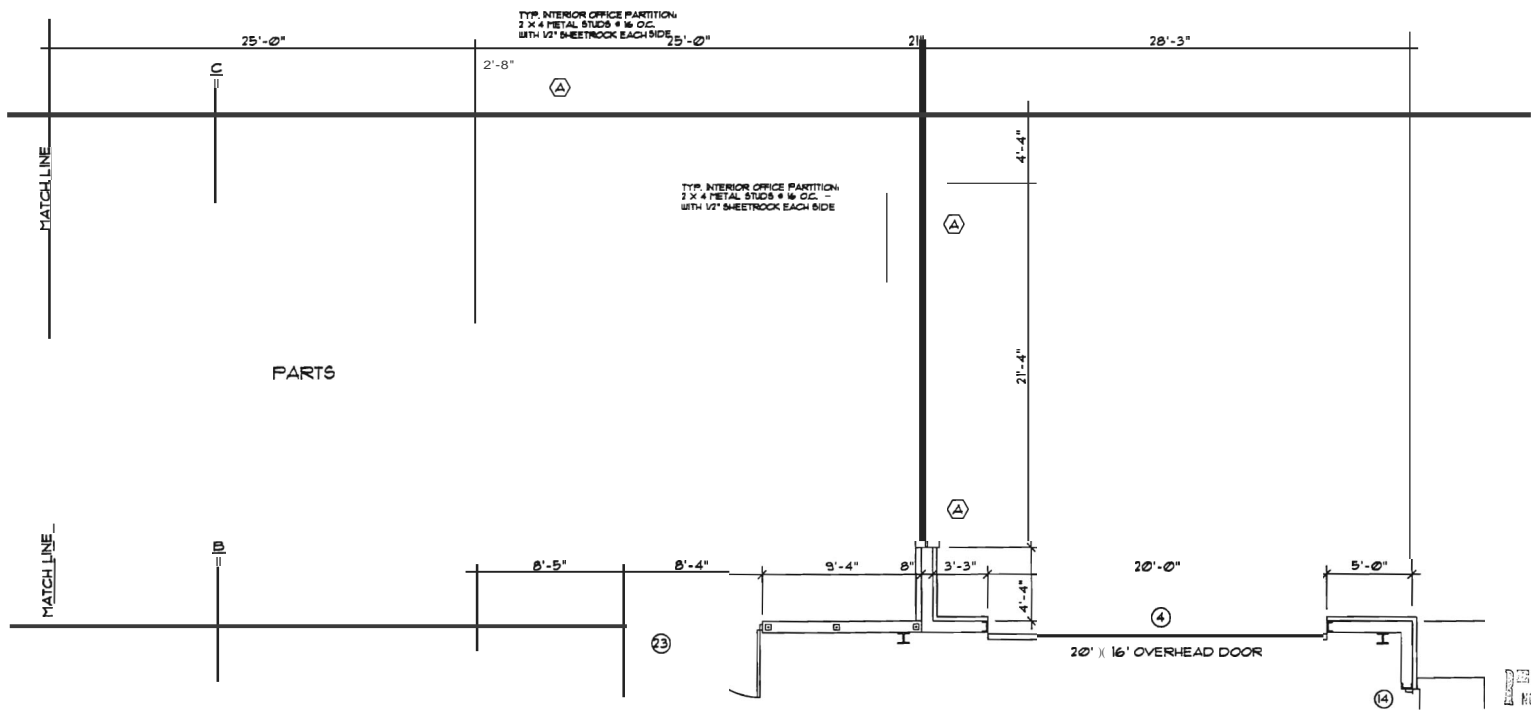 TYP. INTERIOR OFFICE PARTITION:
2 X 4 METAL STUDS @ 16 O.C.
WITH 1/2" SHEETROCK EACH SIDE
25'-0"
25'-0"
28'-3"
C
2'-8"
A
4'-4"
MATCH LINE
TYP. INTERIOR OFFICE PARTITION:
2 X 4 METAL STUDS @ 16 O.C.
WITH 1/2" SHEETROCK EACH SIDE
A
21'-4"
PARTS
A
MATCH LINE
B
8'-5"
8'-4"
9'-4"
8"
3'-3"
20'-0"
5'-0"
4'-4"
4
23
20' X 16' OVERHEAD DOOR
14